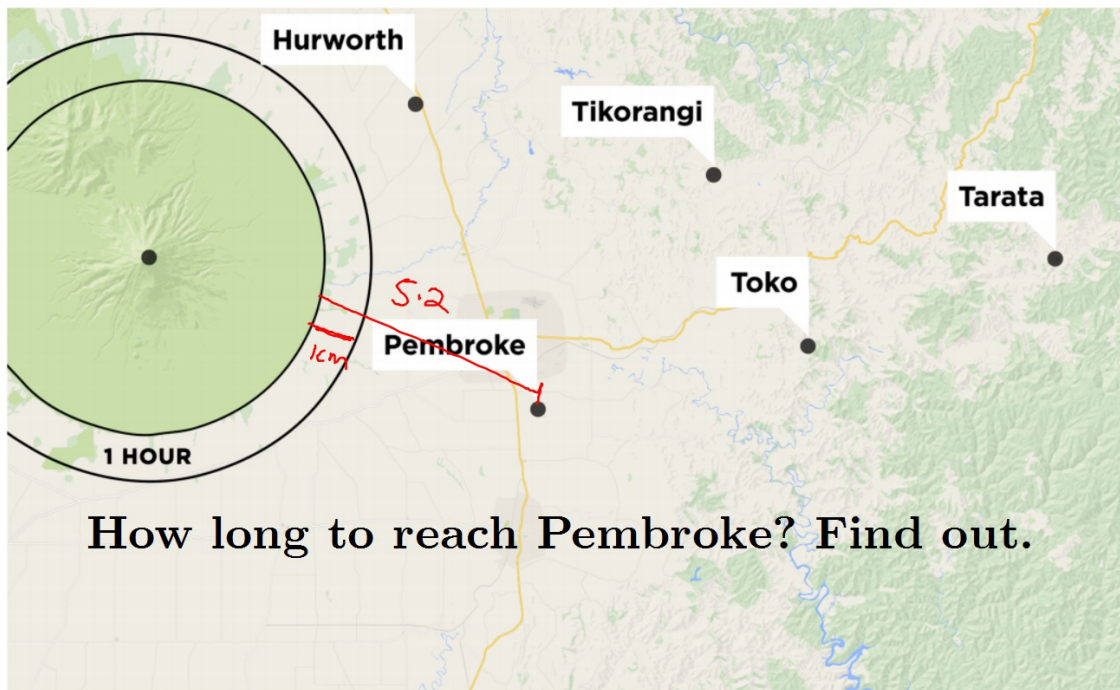 Hurworth
Tikorangi
Tarata
Toko
5.2
Pembroke
1cm
1 HOUR
How long to reach Pembroke? Find out.